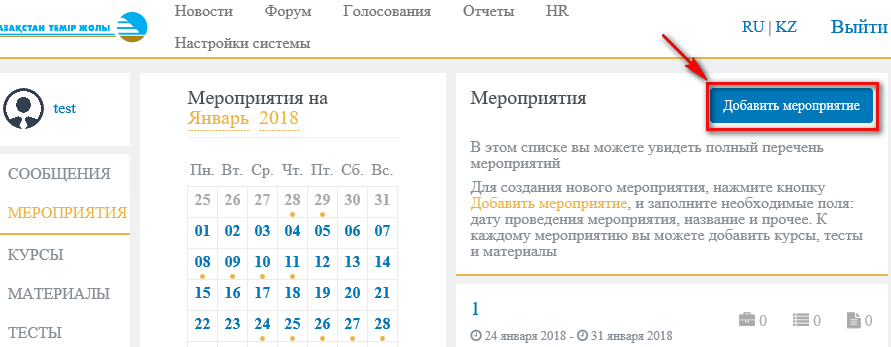 Новости Форум Голосования Отчеты HR
Настройки системы
ҚАЗАҚСТАН ТЕМІР ЖОЛЫ
RU | KZ Выйти
test
СООБЩЕНИЯ
МЕРОПРИЯТИЯ
КУРСЫ
МАТЕРИАЛЫ
ТЕСТЫ
Мероприятия на
Январь 2018
Пн. Вт. Ср. Чт. Пт. Сб. Вс.
25 26 27 28 29 30 31
01 02 03 04 05 06 07
08 09 10 11 12 13 14
15 16 17 18 19 20 21
22 23 24 25 26 27 28
Мероприятия
Добавить мероприятие
В этом списке вы можете увидеть полный перечень
мероприятий
Для создания нового мероприятия, нажмите кнопку
Добавить мероприятие, и заполните необходимые поля:
дату проведения мероприятия, название и прочее. К
каждому мероприятию вы можете добавить курсы, тесты
и материалы
1
24 января 2018 - 31 января 2018
0 0 0